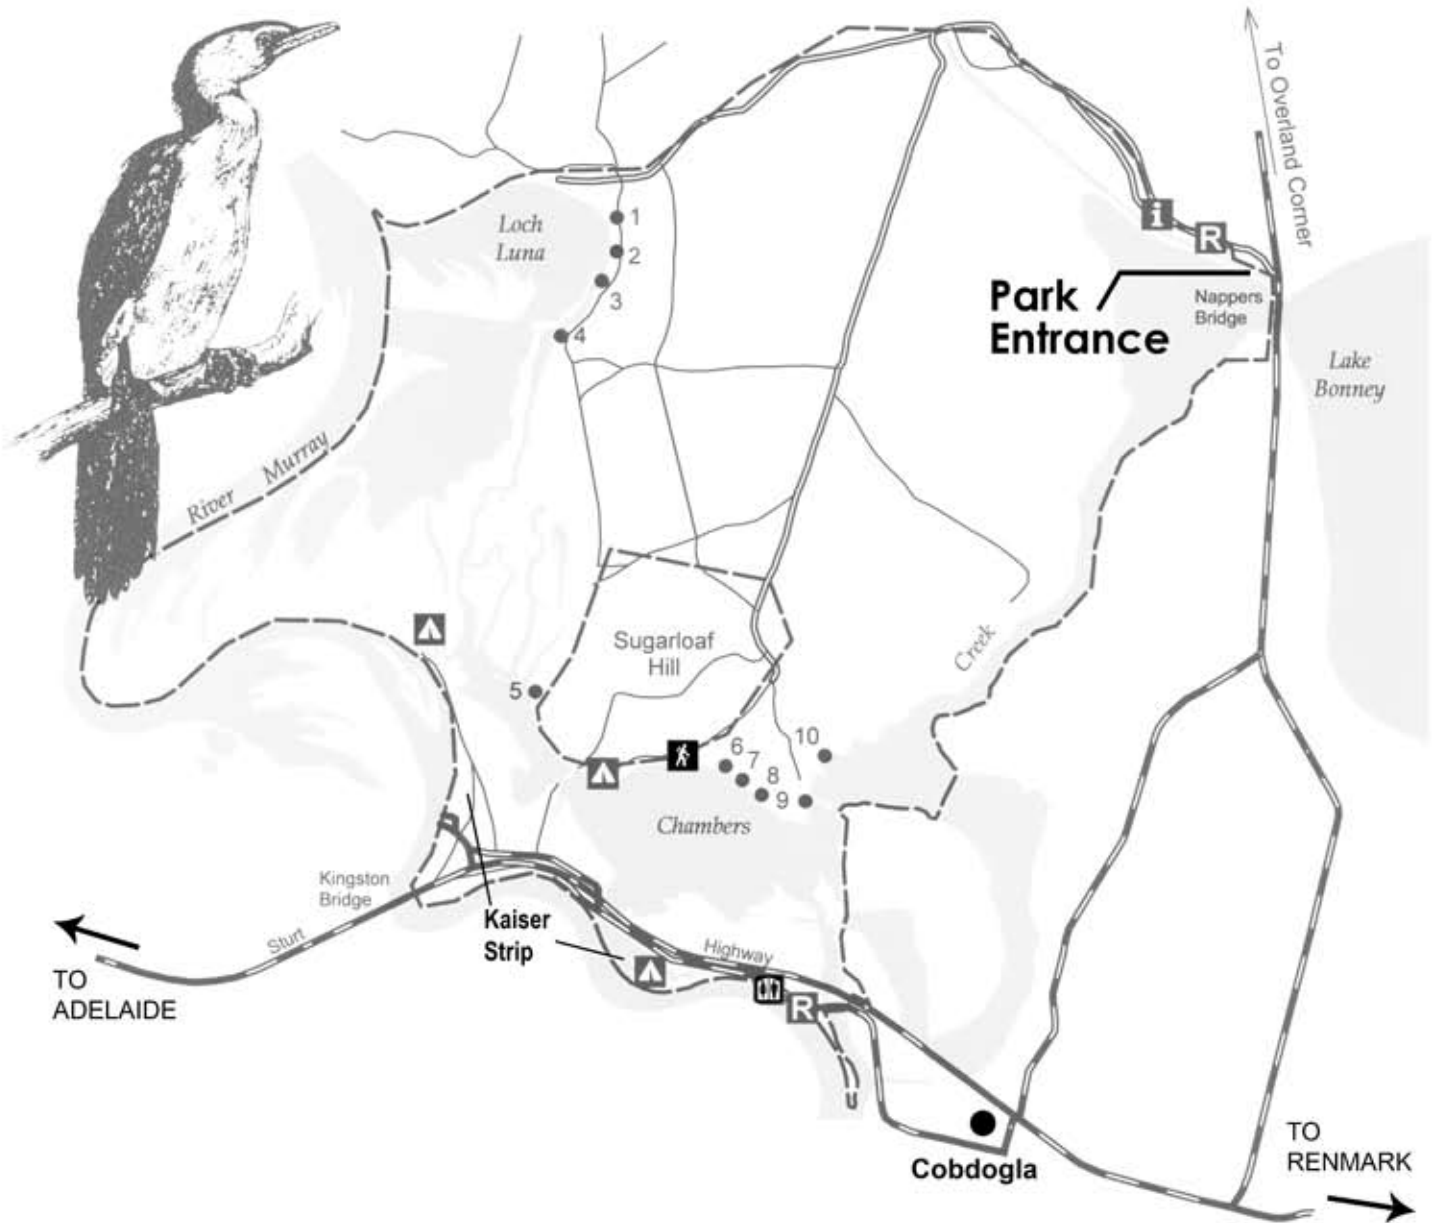 To Overland Corner
Loch
Luna
1
2
3
4
i
R
Park
Entrance
Nappers
Bridge
Lake
Bonney
River Murray
Sugarloaf
Hill
Creek
5
6
7
8
9
10
Chambers
Kingston
Bridge
Kaiser
Strip
Sturt
Highway
R
TO
ADELAIDE
Cobdogla
TO
RENMARK